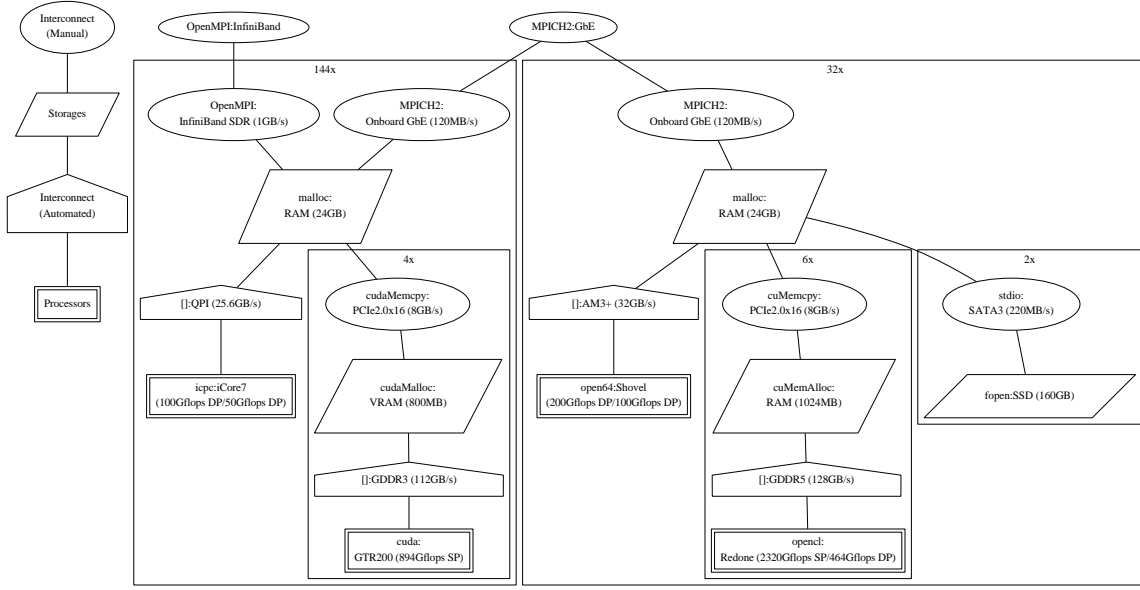 Interconnect
(Manual)
Storages
Interconnect
(Automated)
Processors
OpenMPI:InfiniBand
MPICH2:GbE
144x
OpenMPI:
InfiniBand SDR (1GB/s)
MPICH2:
Onboard GbE (120MB/s)
malloc:
RAM (24GB)
[]:QPI (25.6GB/s)
icpc:iCore7
(100Gflops DP/50Gflops DP)
4x
cudaMemcpy:
PCIe2.0x16 (8GB/s)
cudaMalloc:
VRAM (800MB)
[]:GDDR3 (112GB/s)
cuda:
GTR200 (894Gflops SP)
32x
MPICH2:
Onboard GbE (120MB/s)
malloc:
RAM (24GB)
[]:AM3+ (32GB/s)
open64:Shovel
(200Gflops DP/100Gflops DP)
6x
cuMemcpy:
PCIe2.0x16 (8GB/s)
cuMemAlloc:
RAM (1024MB)
[]:GDDR5 (128GB/s)
opencl:
Redone (2320Gflops SP/464Gflops DP)
2x
stdio:
SATA3 (220MB/s)
fopen:SSD (160GB)